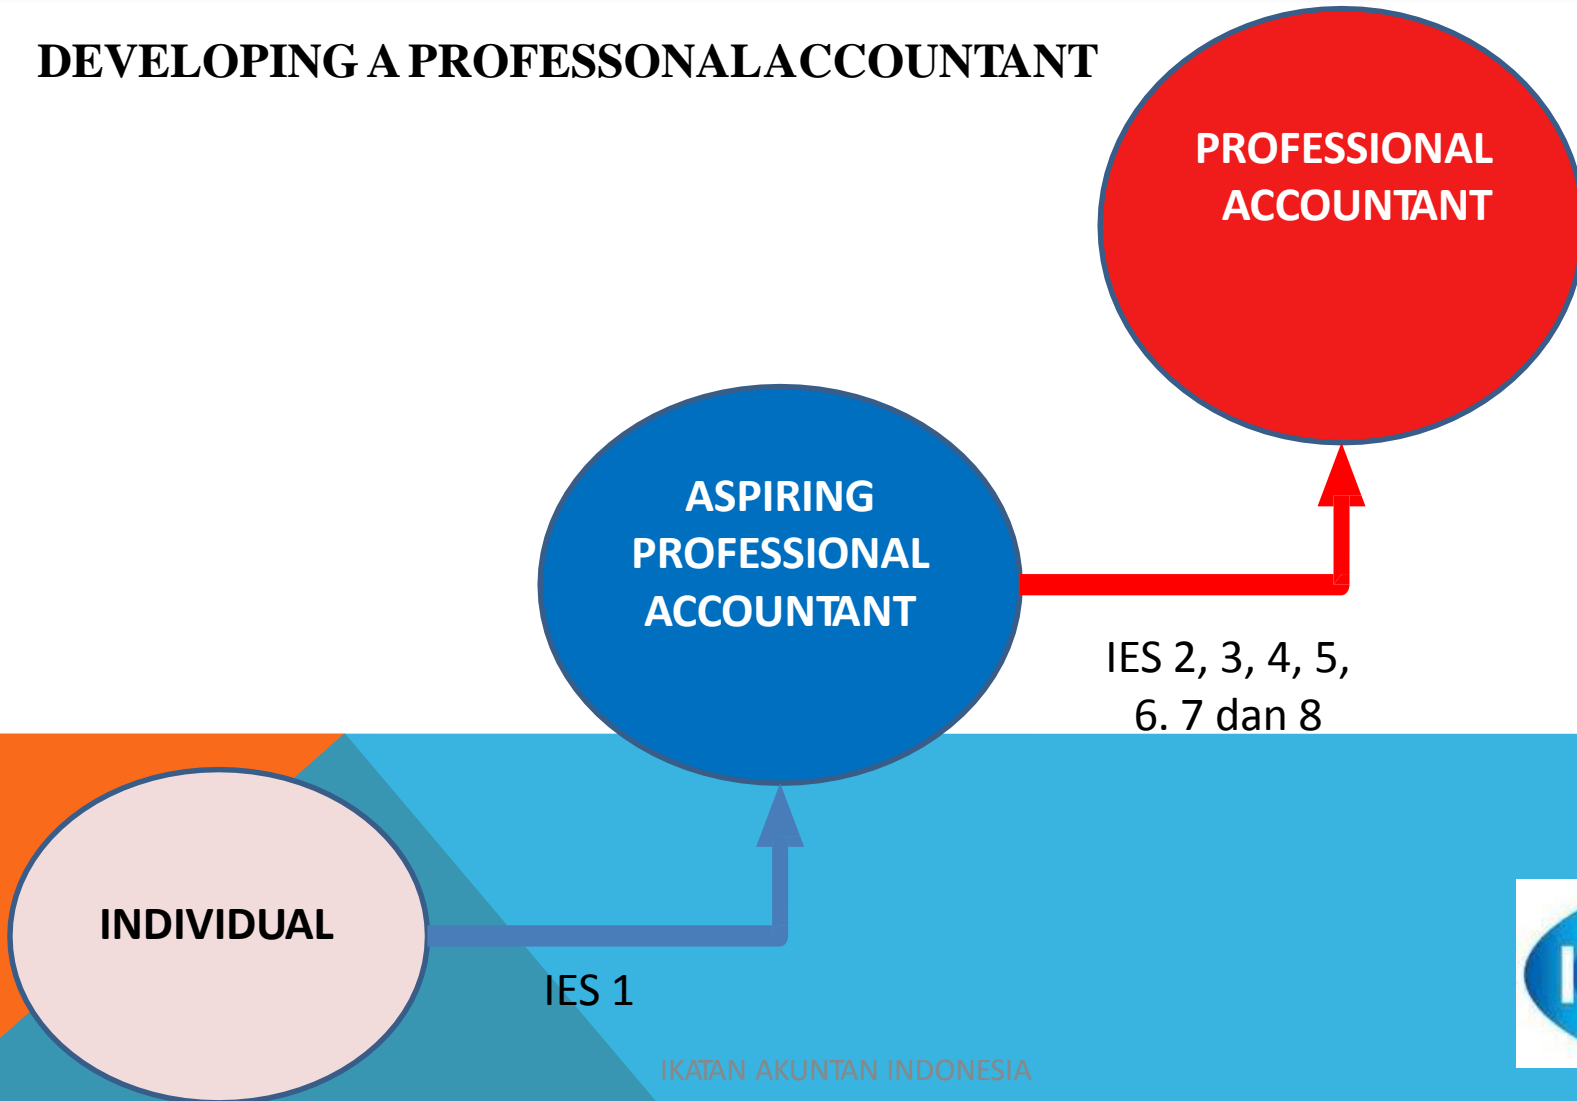 DEVELOPING A PROFESSONAL ACCOUNTANT
PROFESSIONAL
ACCOUNTANT
ASPIRING
PROFESSIONAL
ACCOUNTANT
IES 2, 3, 4, 5,
6. 7 dan 8
INDIVIDUAL
IES 1
IKATAN AKUNTAN INDONESIA